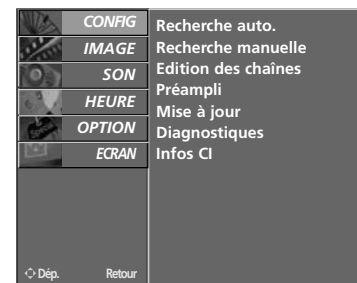 CONFIG
IMAGE
SON
HEURE
OPTION
ECRAN
Dép. Retour
Recherche auto.
Recherche manuelle
Edition des chaînes
Préampli
Mise à jour
Diagnostiques
Infos CI